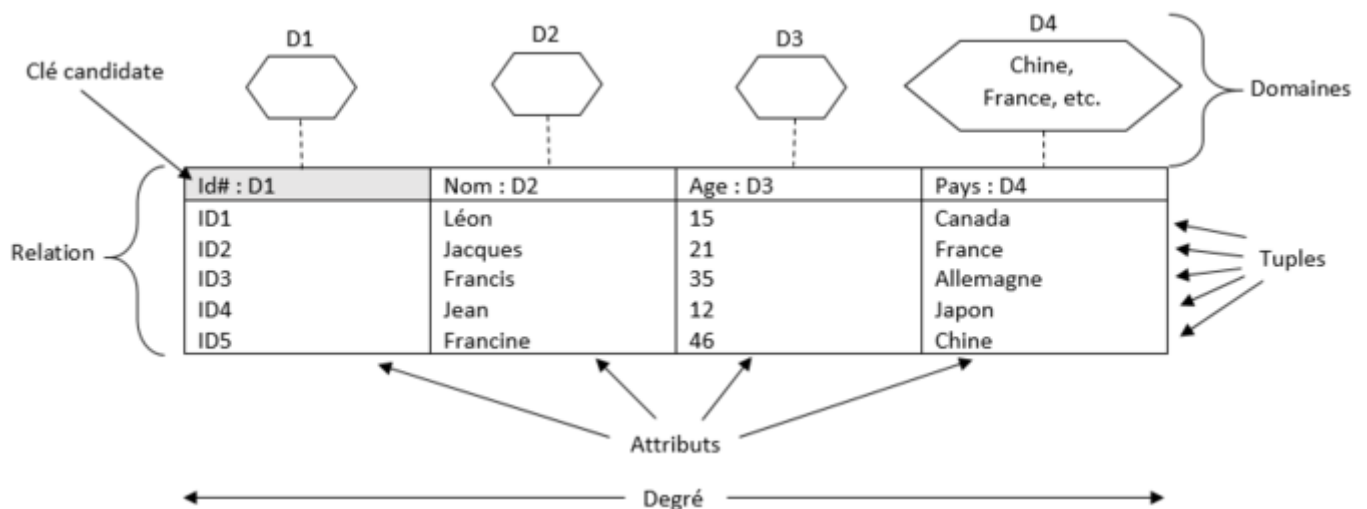 D1
D2
D3
D4
Clé candidate
Chine,
France, etc.
Domaines
Id# : D1
Nom : D2
Age : D3
Pays : D4
ID1
Léon
15
Canada
ID2
Jacques
21
France
Relation
Tuples
ID3
Francis
35
Allemagne
ID4
Jean
12
Japon
ID5
Francine
46
Chine
Attributs
Degré